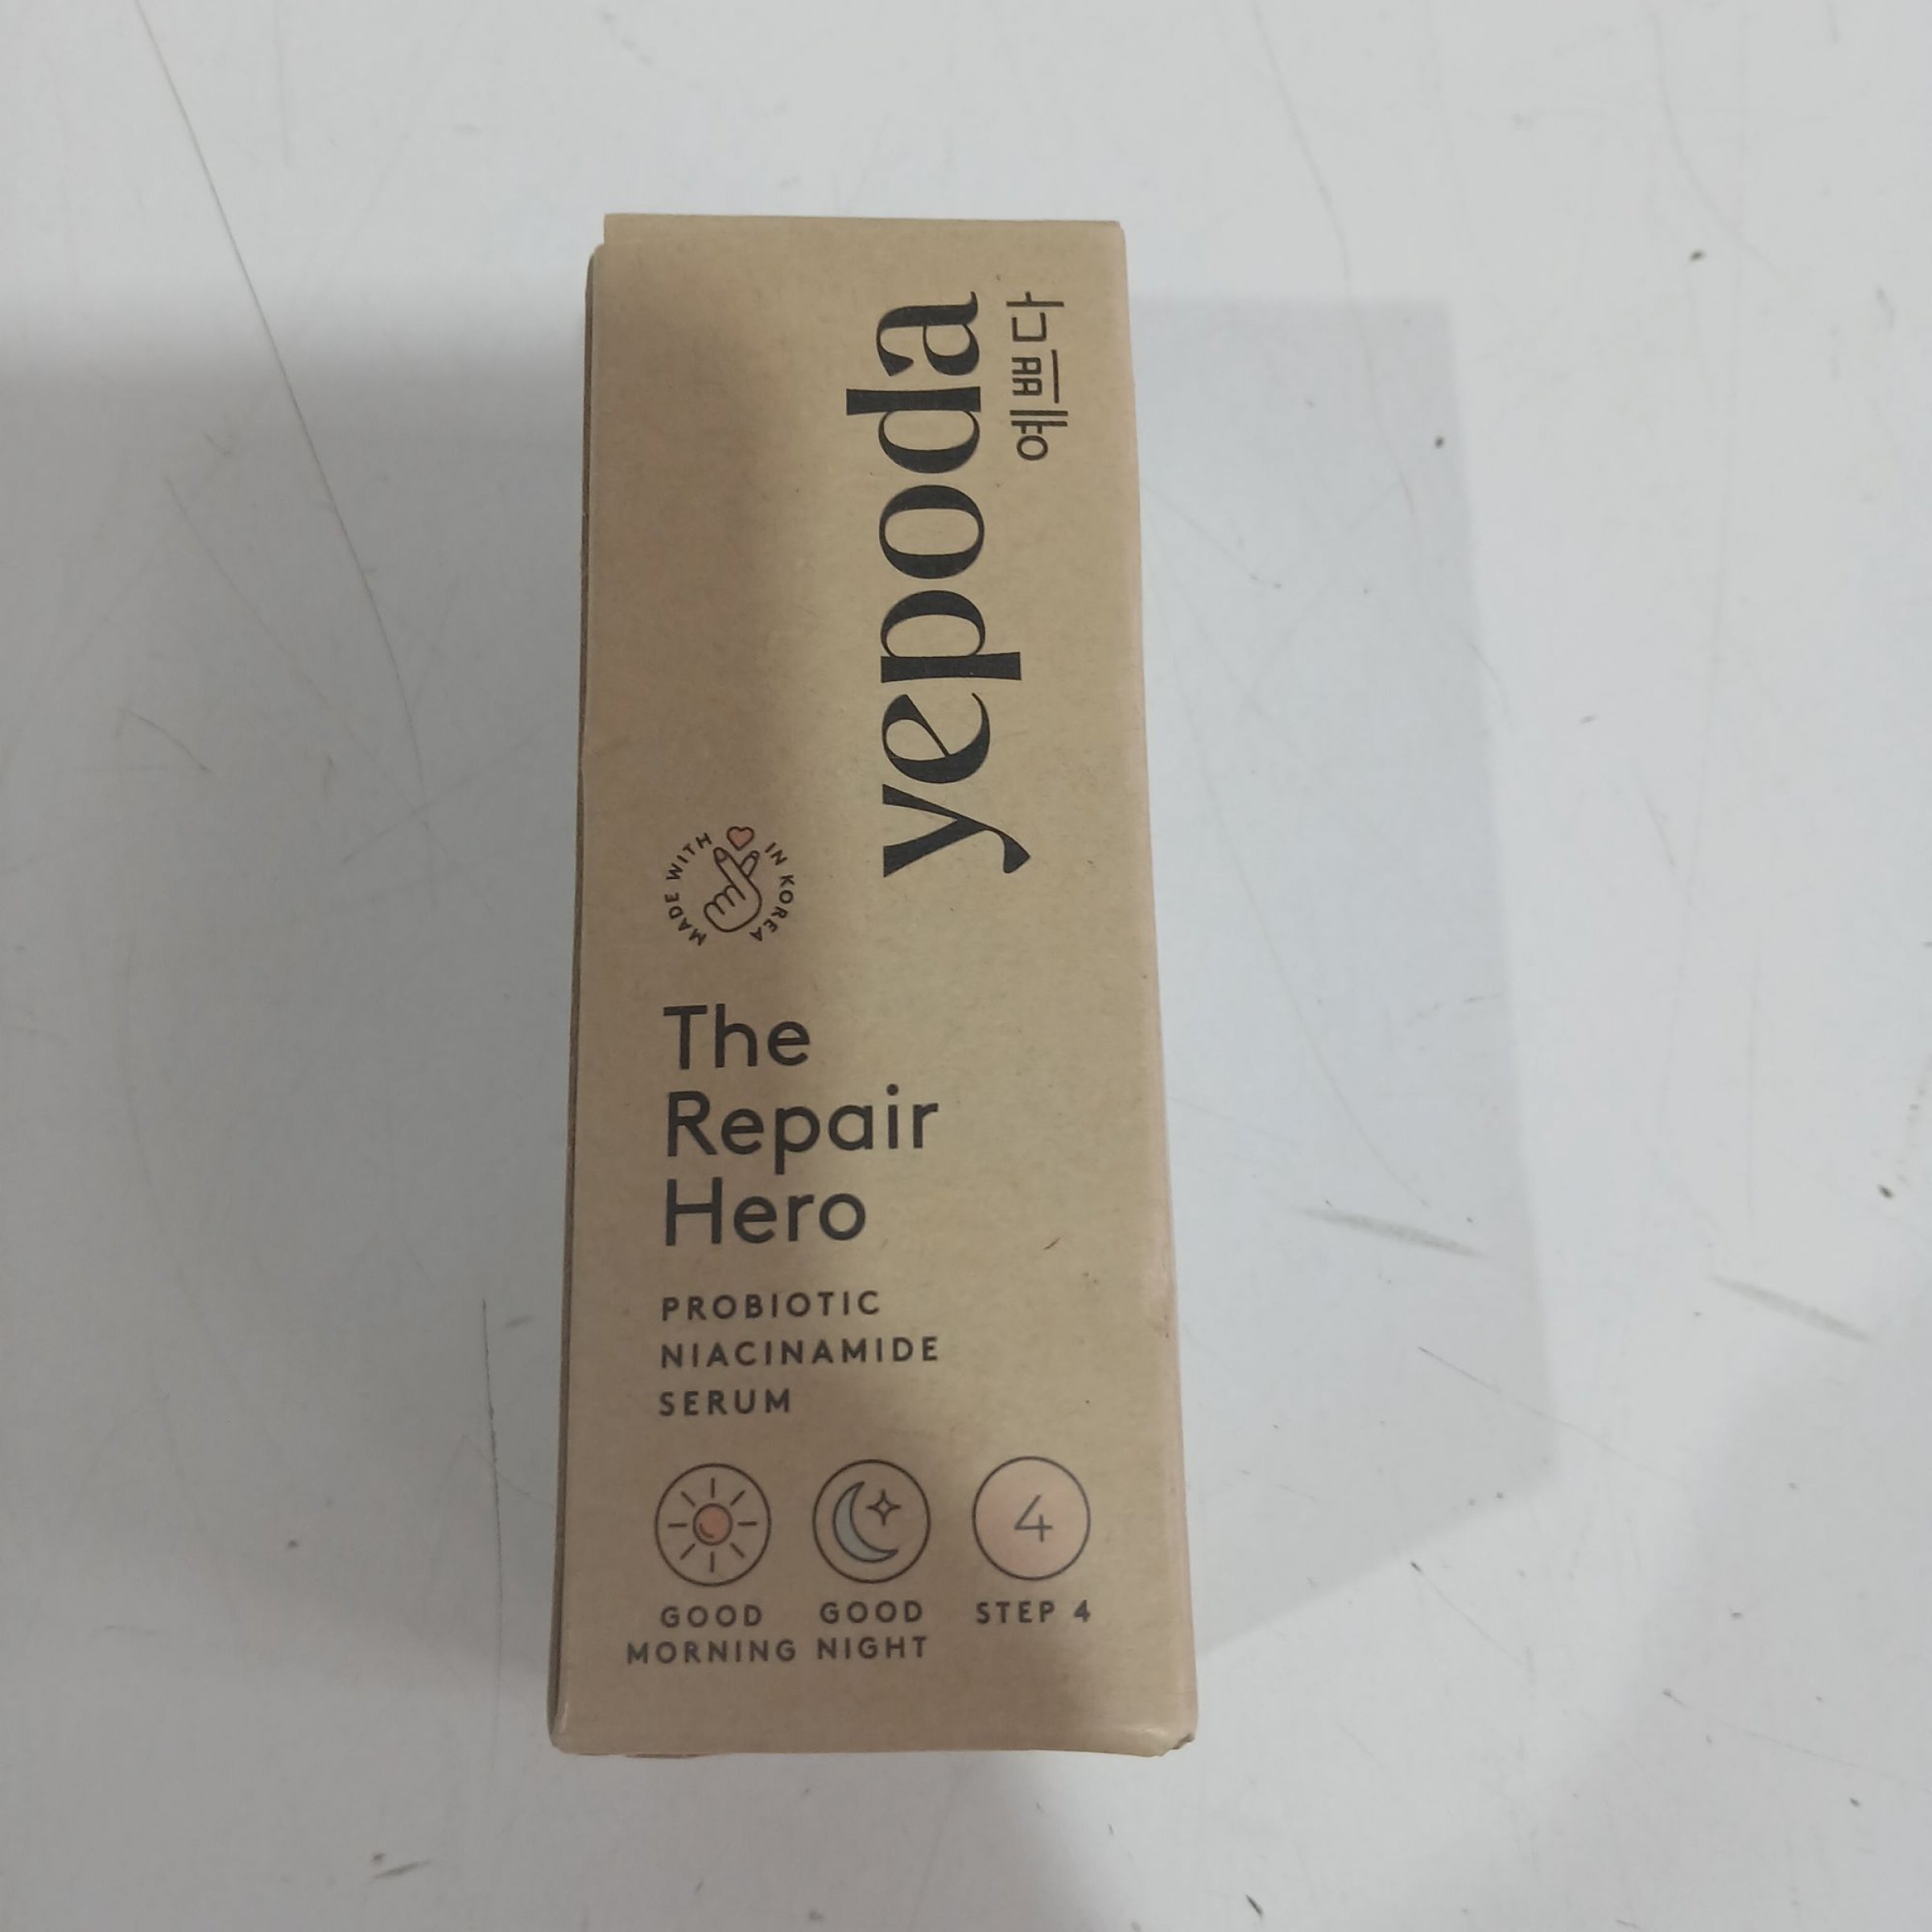 yepoda
예쁘다
MADE WITH IN KOREA
The
Repair
Hero
PROBIOTIC
NIACINAMIDE
SERUM
4
GOOD
MORNING
GOOD
NIGHT
STEP 4